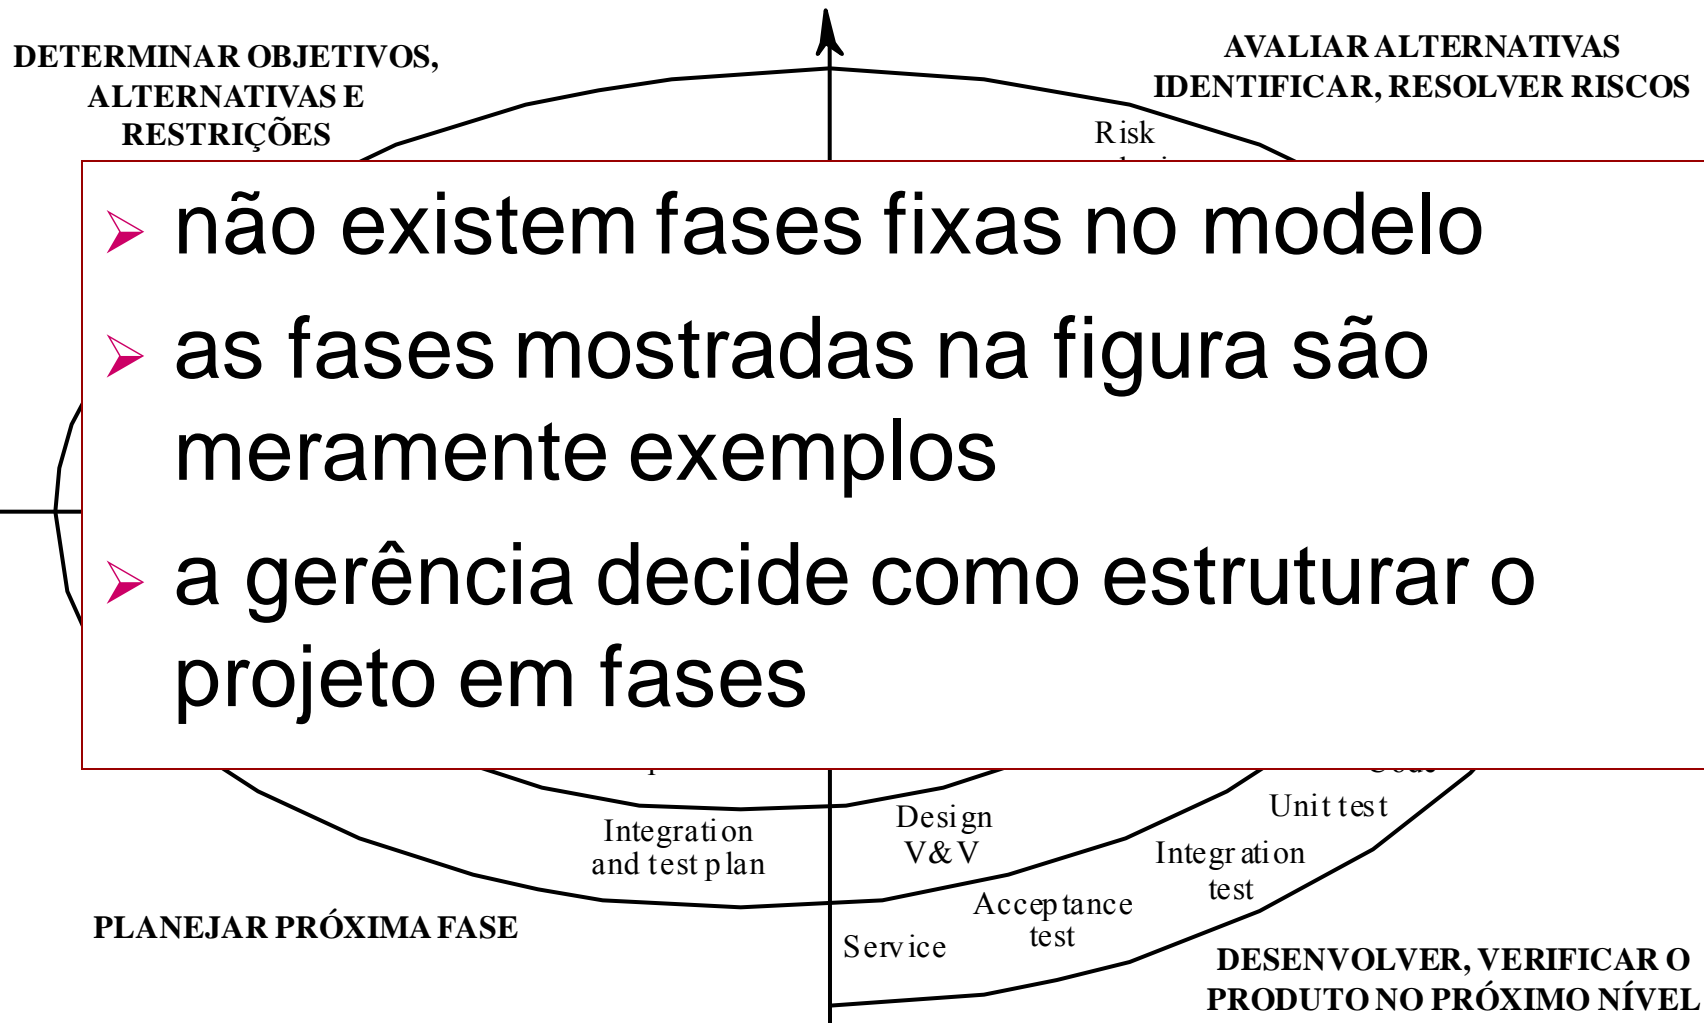 DETERMINAR OBJETIVOS,
ALTERNATIVAS E
RESTRIÇÕES
AVALIAR ALTERNATIVAS
IDENTIFICAR, RESOLVER RISCOS
Risk
não existem fases fixas no modelo
as fases mostradas na figura são
meramente exemplos
a gerência decide como estruturar o
projeto em fases
Unit test
Integration
and test plan
Design
V&V
Integration
test
Acceptance
test
Service
PLANEJAR PRÓXIMA FASE
DESENVOLVER, VERIFICAR O
PRODUTO NO PRÓXIMO NÍVEL